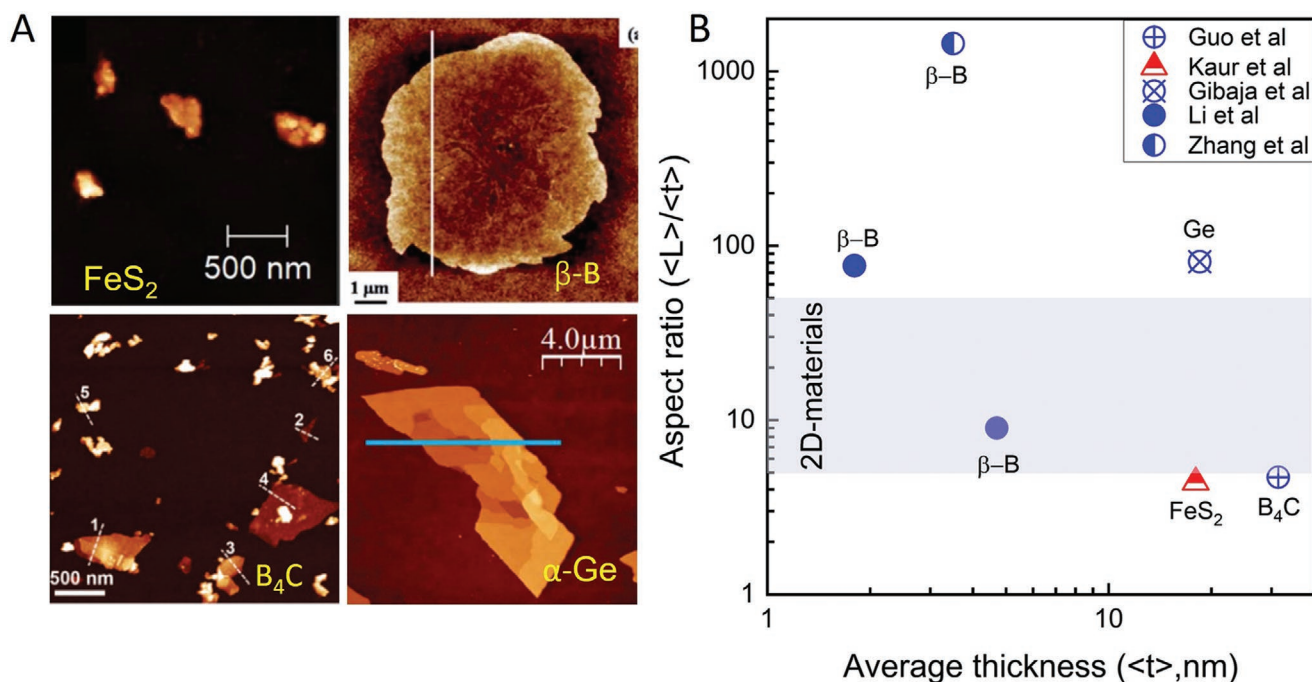 A
500 nm
FeS₂
(a
1 μm
β-B
6
5
2
4
1
3
500 nm
B₄C
4.0μm
α-Ge
B
Aspect ratio (<L>/<t>)
1000
100
10
1
β−B
Guo et al
Kaur et al
Gibaja et al
Li et al
Zhang et al
β−B
Ge
2D-materials
β−B
FeS₂
B₄C
1
10
Average thickness (<t>,nm)